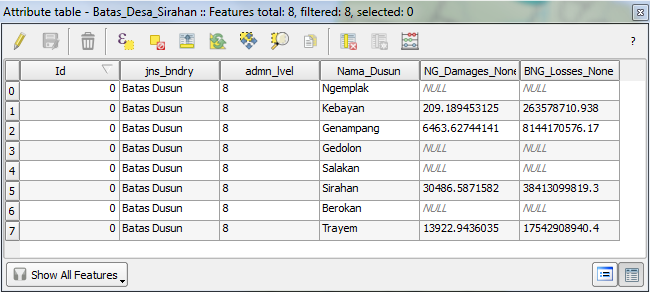 Attribute table - Batas_Desa_Sirahan :: Features total: 8, filtered: 8, selected: 0
?
Id jns_bndry admn_lvel Nama_Dusun NG_Damages_None BNG_Losses_None
0 0 Batas Dusun 8 Ngemplak NULL NULL
1 0 Batas Dusun 8 Kebayan 209.189453125 263578710.938
2 0 Batas Dusun 8 Genampang 6463.62744141 8144170576.17
3 0 Batas Dusun 8 Gedolon NULL NULL
4 0 Batas Dusun 8 Salakan NULL NULL
5 0 Batas Dusun 8 Sirahan 30486.5871582 38413099819.3
6 0 Batas Dusun 8 Berokan NULL NULL
7 0 Batas Dusun 8 Trayem 13922.9436035 17542908940.4
Show All Features